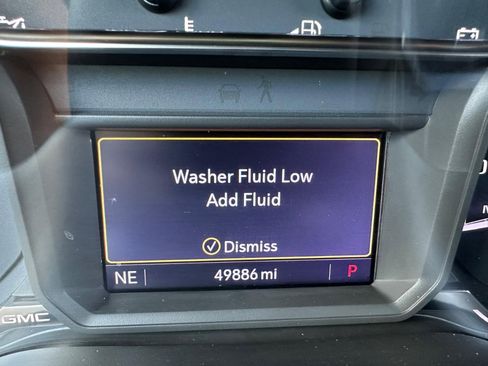 Washer Fluid Low
Add Fluid
Dismiss
NE
49886 mi
P
GMC